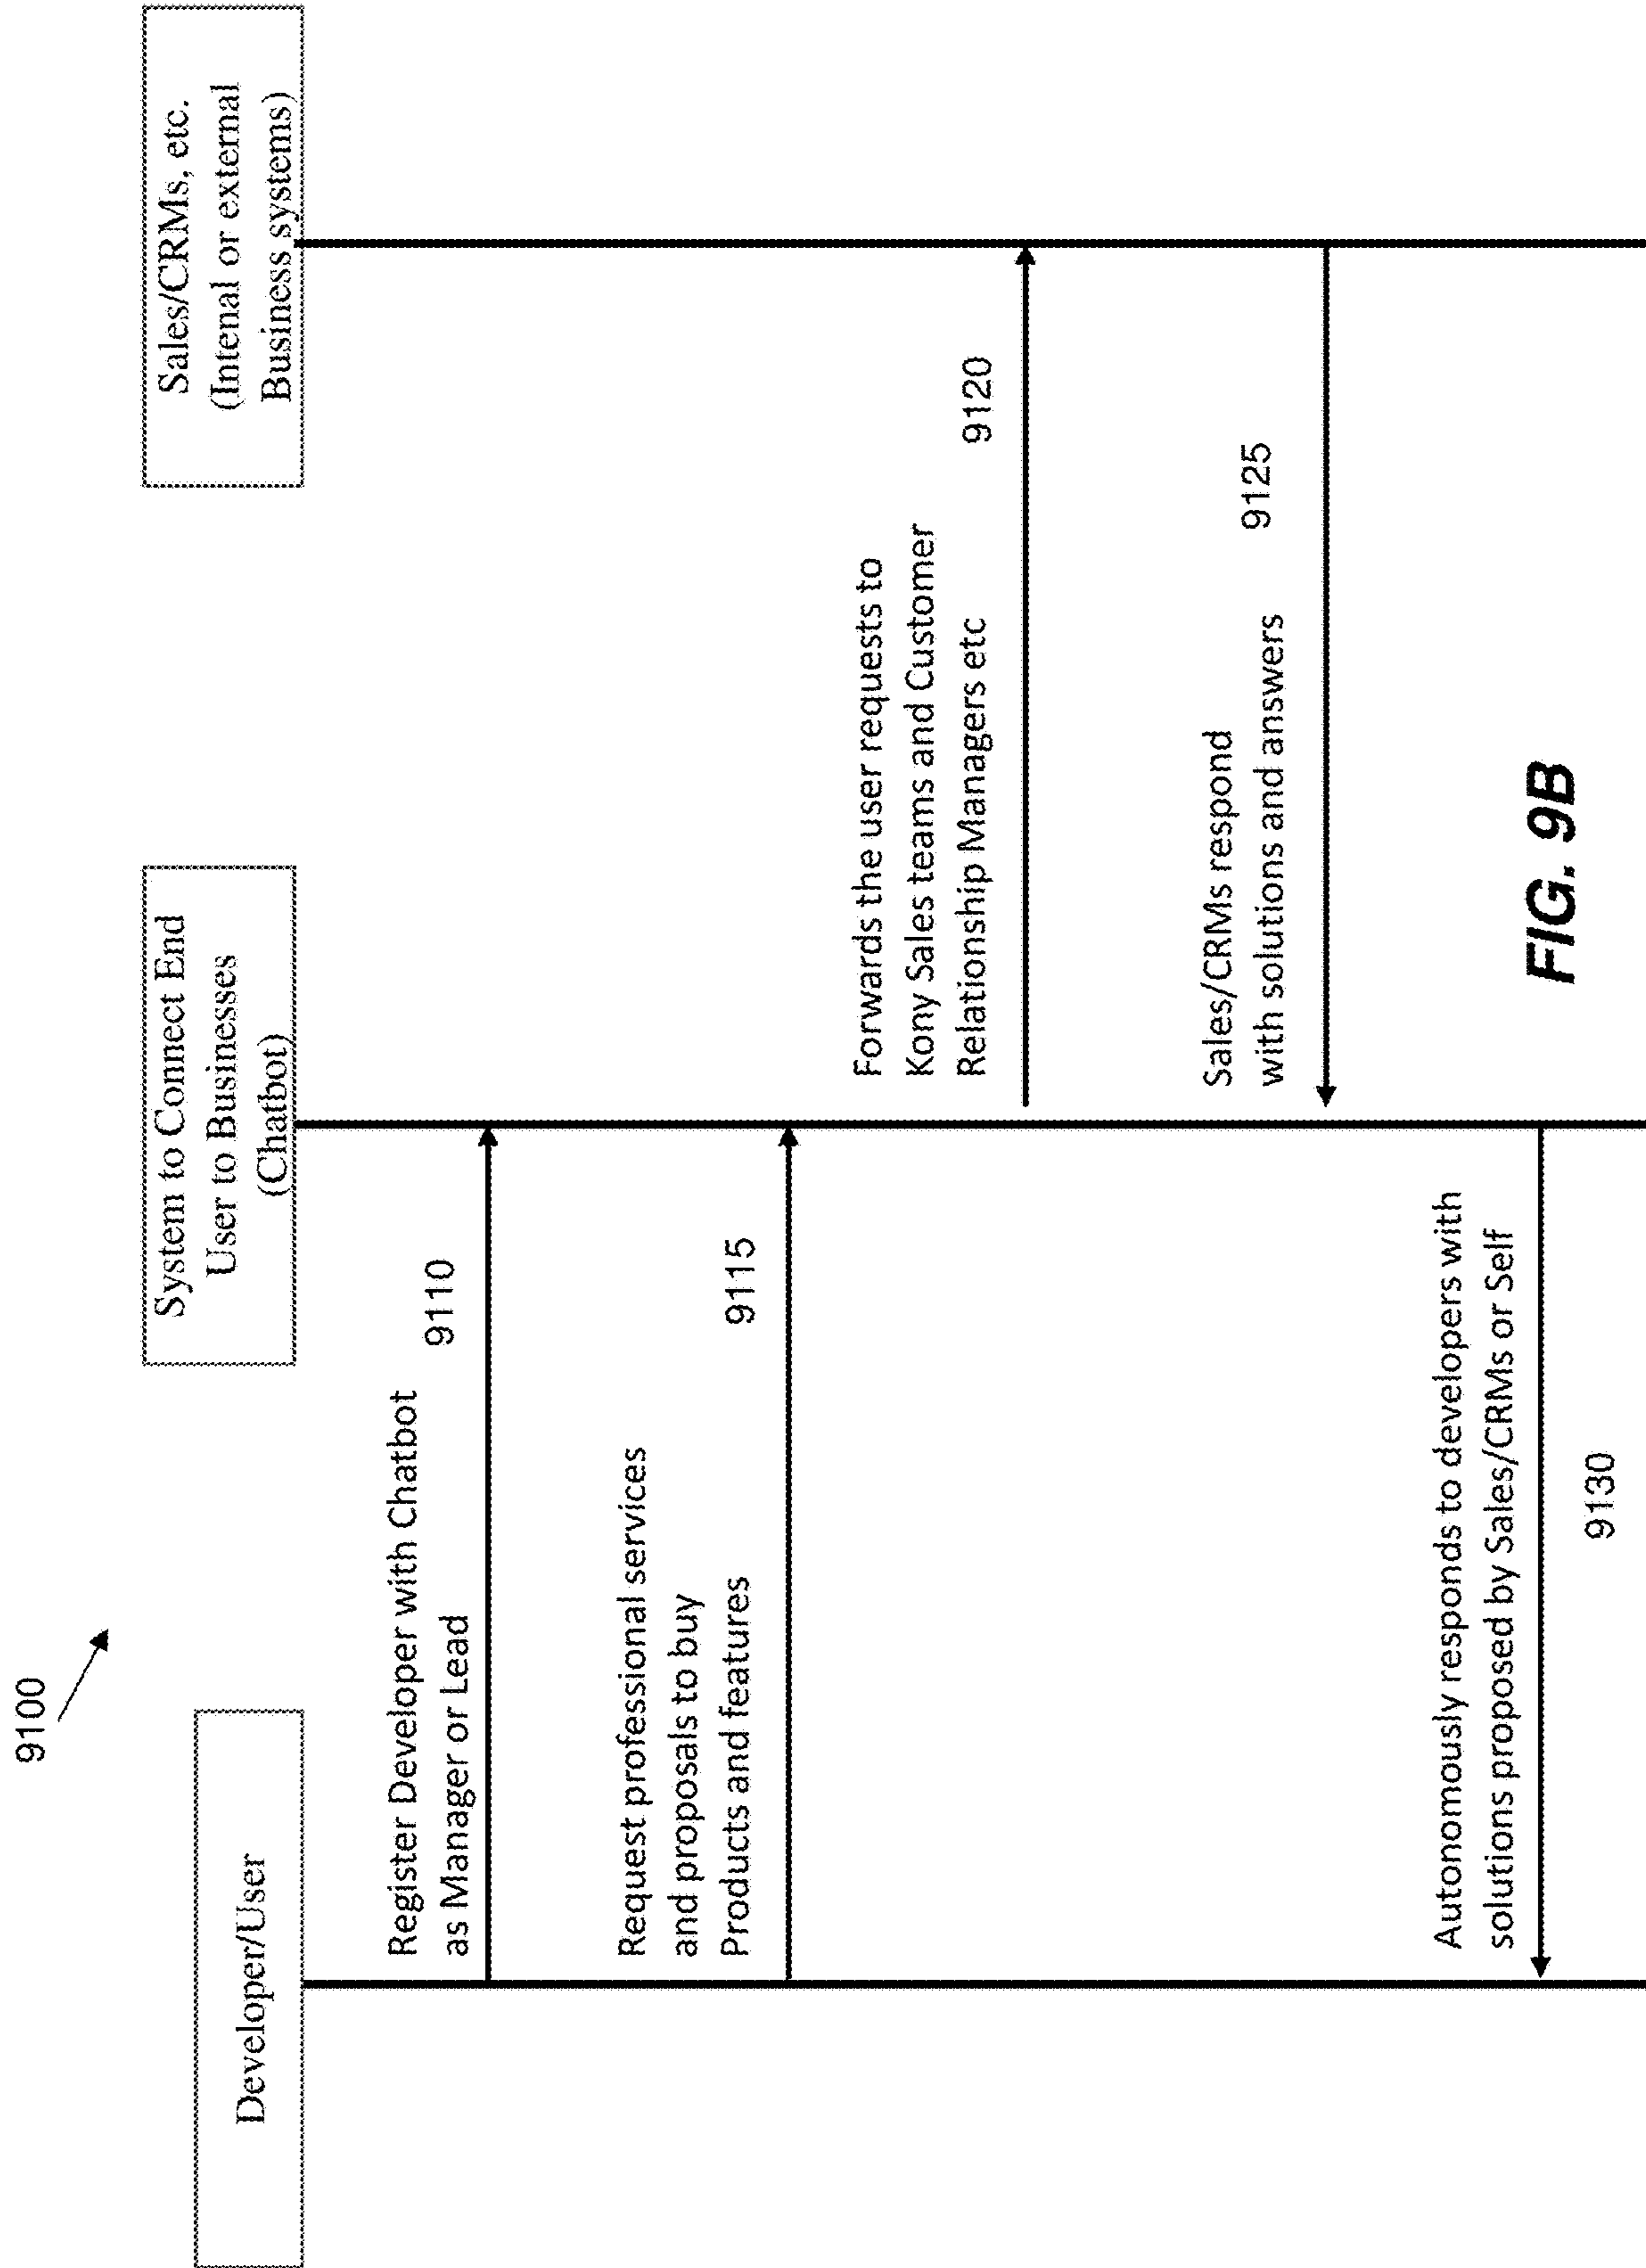 9100
Developer/User
System to Connect End
User to Businesses
(Chatbot)
Sales/CRMs, etc.
(Intenal or external
Business systems)
Register Developer with Chatbot
as Manager or Lead
9110
Request professional services
and proposals to buy
Products and features
9115
Forwards the user requests to
Kony Sales teams and Customer
Relationship Managers etc
9120
Sales/CRMs respond
with solutions and answers
9125
Autonomously responds to developers with
solutions proposed by Sales/CRMs or Self
9130
FIG. 9B